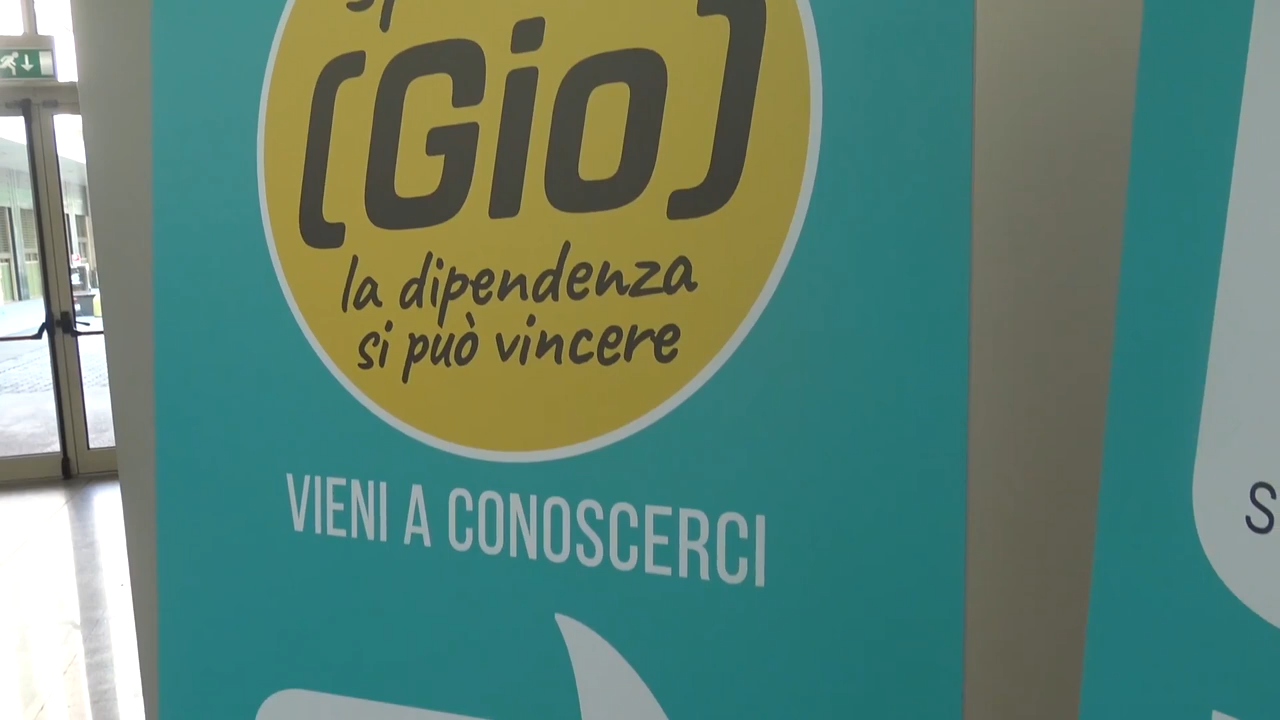 (Gio)
la dipendenza
si può vincere
VIENI A CONOSCERCI